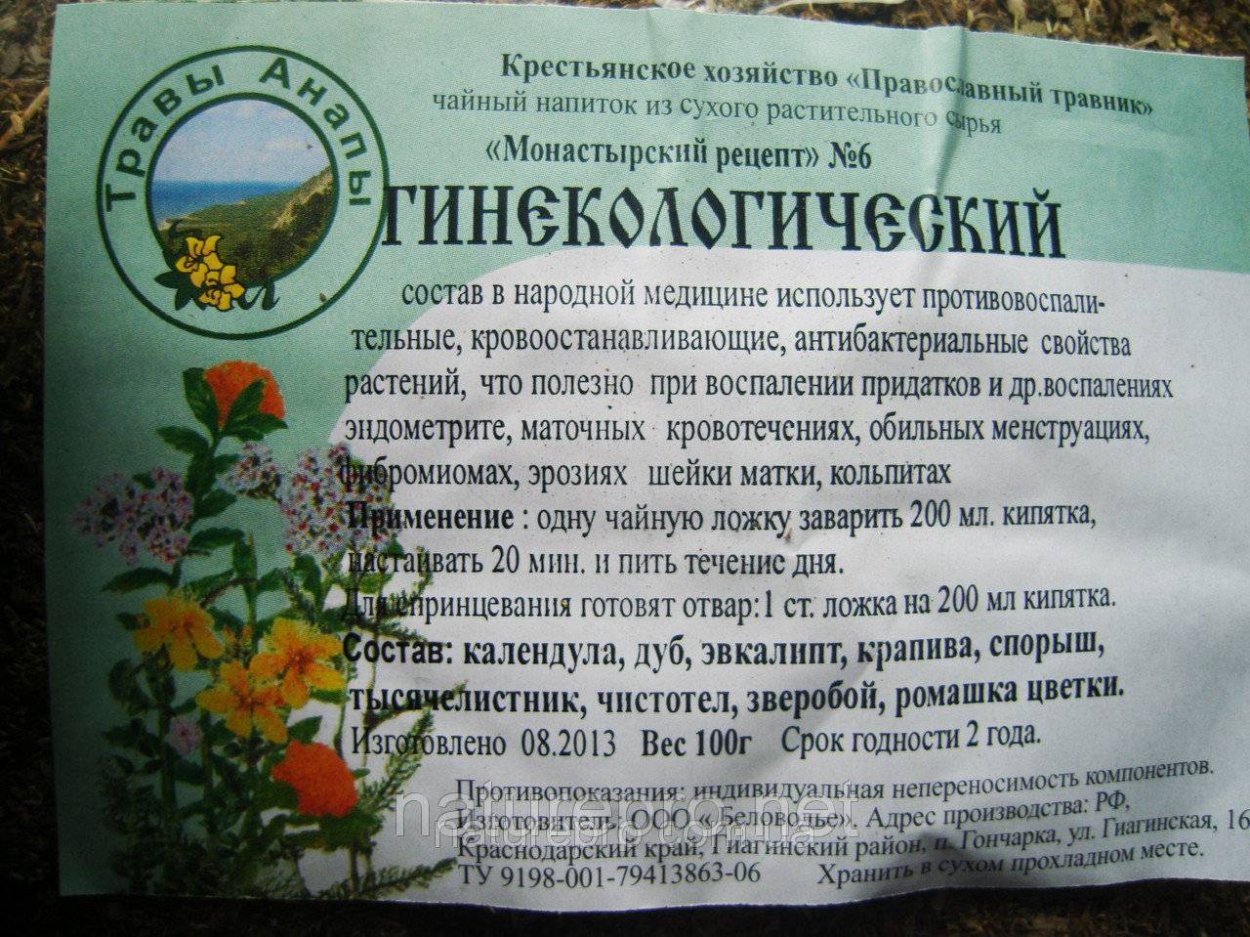 Травы Анапы
Крестьянское хозяйство «Православный травник»
чайный напиток из сухого растительного сырья
«Монастырский рецепт» №6
ГИНЕКОЛОГИЧЕСКИЙ
состав в народной медицине использует противовоспали-
тельные, кровоостанавливающие, антибактериальные свойства
растений, что полезно при воспалении придатков и др.воспалениях
эндометрите, маточных кровотечениях, обильных менструациях,
фибромиомах, эрозиях шейки матки, кольпитах
Применение : одну чайную ложку заварить 200 мл. кипятка,
настаивать 20 мин. и пить течение дня.
Для спринцевания готовят отвар:1 ст. ложка на 200 мл кипятка.
Состав: календула, дуб, эвкалипт, крапива, спорыш,
тысячелистник, чистотел, зверобой, ромашка цветки.
Изготовлено 08.2013 Вес 100г Срок годности 2 года.
Противопоказания: индивидуальная непереносимость компонентов.
Изготовитель: ООО «Беловодье». Адрес производства: РФ,
Краснодарский край, Гиагинский район, п. Гончарка, ул. Гиагинская, 16
ТУ 9198-001-79413863-06 Хранить в сухом прохладном месте.
naturepro.net